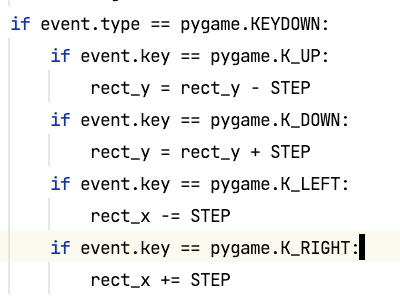 if event.type == pygame.KEYDOWN:
    if event.key == pygame.K_UP:
        rect_y = rect_y - STEP
    if event.key == pygame.K_DOWN:
        rect_y = rect_y + STEP
    if event.key == pygame.K_LEFT:
        rect_x -= STEP
    if event.key == pygame.K_RIGHT:
        rect_x += STEP